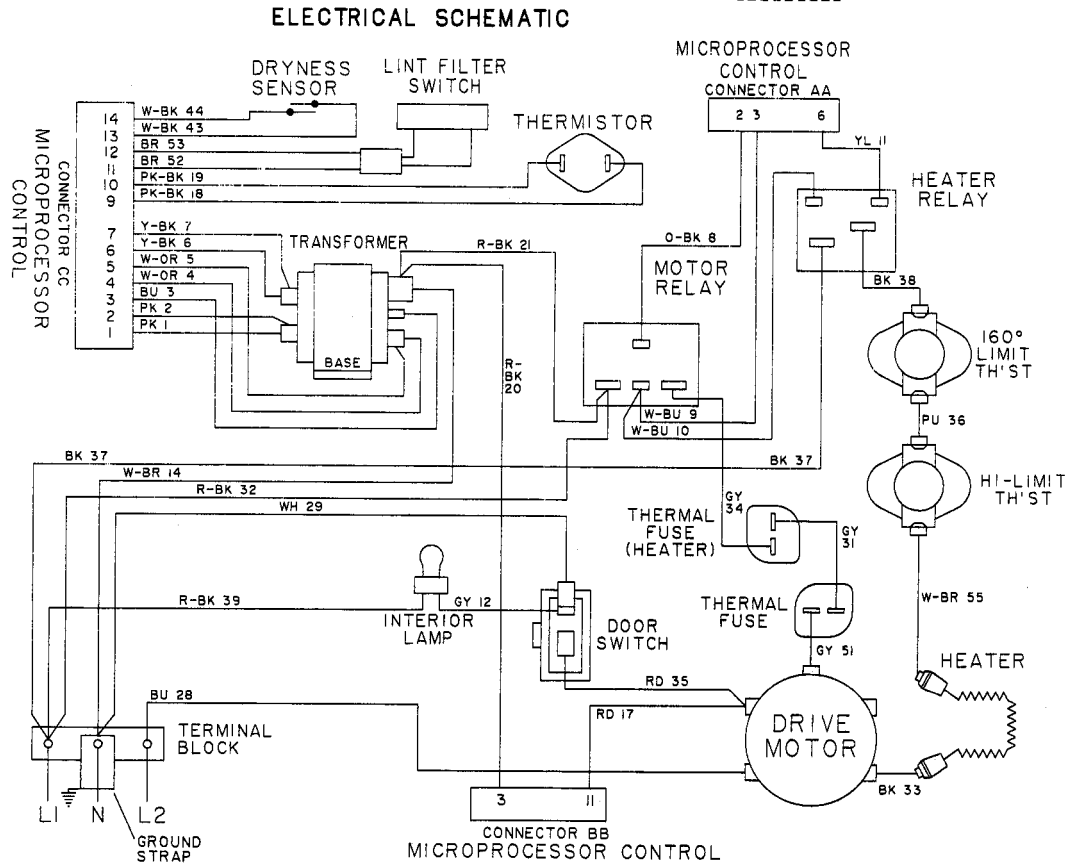 ELECTRICAL SCHEMATIC
MICROPROCESSOR
CONTROL
CONNECTOR AA
2 3 6
DRYNESS
SENSOR
LINT FILTER
SWITCH
THERMISTOR
YL 11
HEATER
RELAY
CONNECTOR CC
MICROPROCESSOR
CONTROL
14 W-BK 44
13 W-BK 43
12 BR 53
11 BR 52
10 PK-BK 19
9 PK-BK 18
7 Y-BK 7
6 Y-BK 6
5 W-OR 5
4 W-OR 4
3 BU 3
2 PK 2
1 PK 1
TRANSFORMER
BASE
R-BK 21
O-BK 8
MOTOR
RELAY
BK 38
160°
LIMIT
TH'ST
R-
BK
20
W-BU 9
W-BU 10
PU 36
BK 37
BK 37
W-BR 14
R-BK 32
WH 29
HI-LIMIT
TH'ST
GY
34
THERMAL
FUSE
(HEATER)
GY
31
R-BK 39
INTERIOR
LAMP
GY 12
DOOR
SWITCH
THERMAL
FUSE
GY 51
W-BR 55
HEATER
RD 35
RD 17
BU 28
TERMINAL
BLOCK
DRIVE
MOTOR
BK 33
L1 N L2
GROUND
STRAP
3 11
CONNECTOR BB
MICROPROCESSOR CONTROL